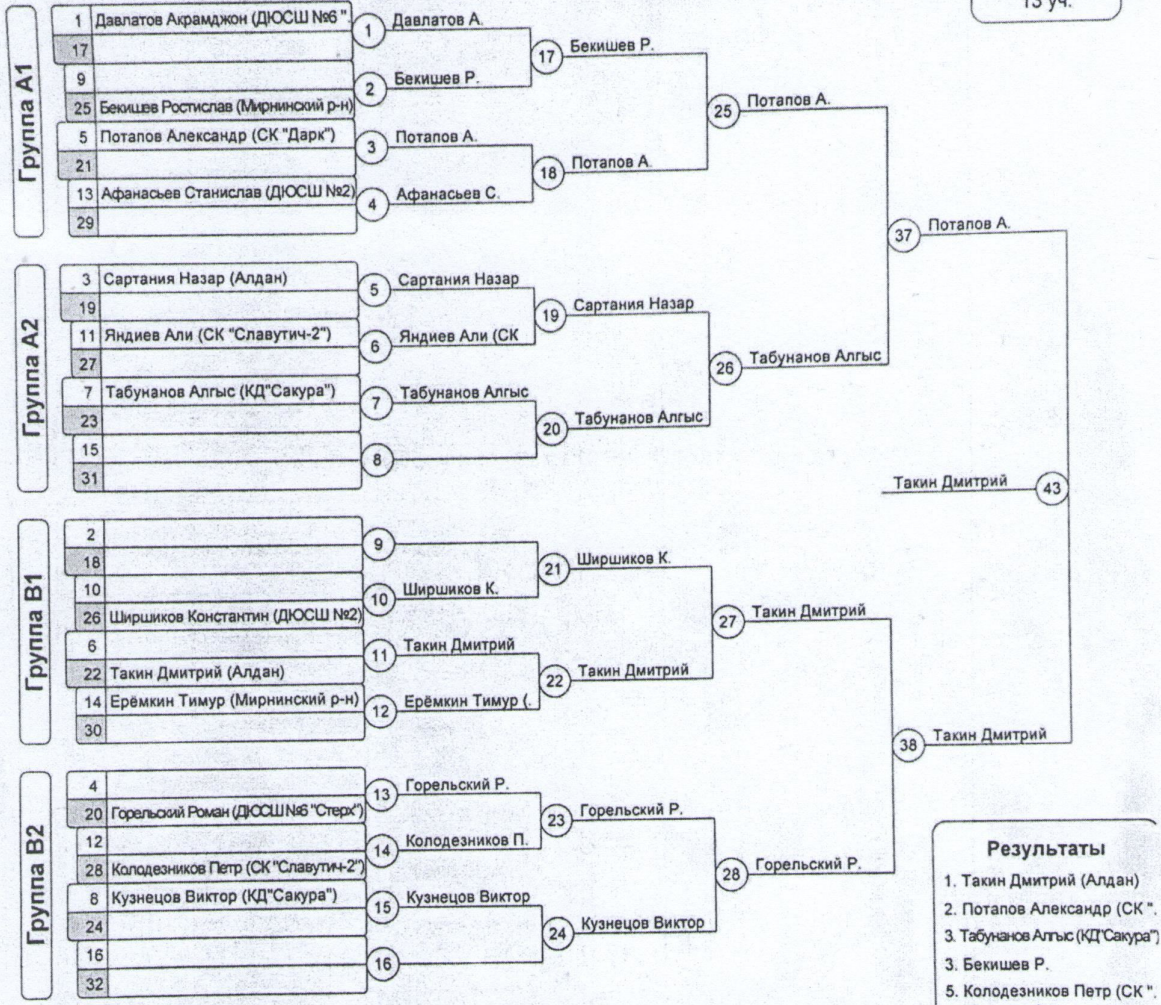 13 уч.
Группа А1
1 Давлатов Акрамджон (ДЮСШ №6 ".
17
9
25 Бекишев Ростислав (Мирнинский р-н)
5 Потапов Александр (СК "Дарк")
21
13 Афанасьев Станислав (ДЮСШ №2)
29
1 Давлатов А.
2 Бекишев Р.
3 Потапов А.
4 Афанасьев С.
17 Бекишев Р.
18 Потапов А.
25 Потапов А.
Группа А2
3 Сартания Назар (Алдан)
19
11 Яндиев Али (СК "Славутич-2")
27
7 Табунанов Алгыс (КД"Сакура")
23
15
31
5 Сартания Назар
6 Яндиев Али (СК
7 Табунанов Алгыс
8
19 Сартания Назар
20 Табунанов Алгыс
26 Табунанов Алгыс
37 Потапов А.
Такин Дмитрий 43
Группа В1
2
18
10
26 Ширшиков Константин (ДЮСШ №2)
6
22 Такин Дмитрий (Алдан)
14 Ерёмкин Тимур (Мирнинский р-н)
30
9
10 Ширшиков К.
11 Такин Дмитрий
12 Ерёмкин Тимур (.
21 Ширшиков К.
22 Такин Дмитрий
27 Такин Дмитрий
38 Такин Дмитрий
Группа В2
4
20 Горельский Роман (ДЮСШ №6 "Стерх")
12
28 Колодезников Петр (СК "Славутич-2")
8 Кузнецов Виктор (КД"Сакура")
24
16
32
13 Горельский Р.
14 Колодезников П.
15 Кузнецов Виктор
16
23 Горельский Р.
24 Кузнецов Виктор
28 Горельский Р.
Результаты
1. Такин Дмитрий (Алдан)
2. Потапов Александр (СК ".
3. Табунанов Алгыс (КД"Сакура")
3. Бекишев Р.
5. Колодезников Петр (СК ".